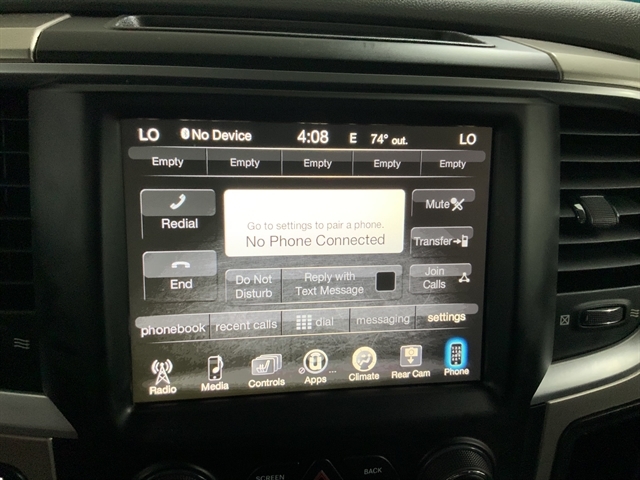 LO No Device 4:08 E 74° out. LO
Empty Empty Empty Empty Empty
Redial
Go to settings to pair a phone.
No Phone Connected
Mute
Transfer
End
Do Not
Disturb
Reply with
Text Message
Join
Calls
phonebook recent calls dial messaging settings
Radio Media Controls Apps Climate Rear Cam Phone
SCREEN BACK